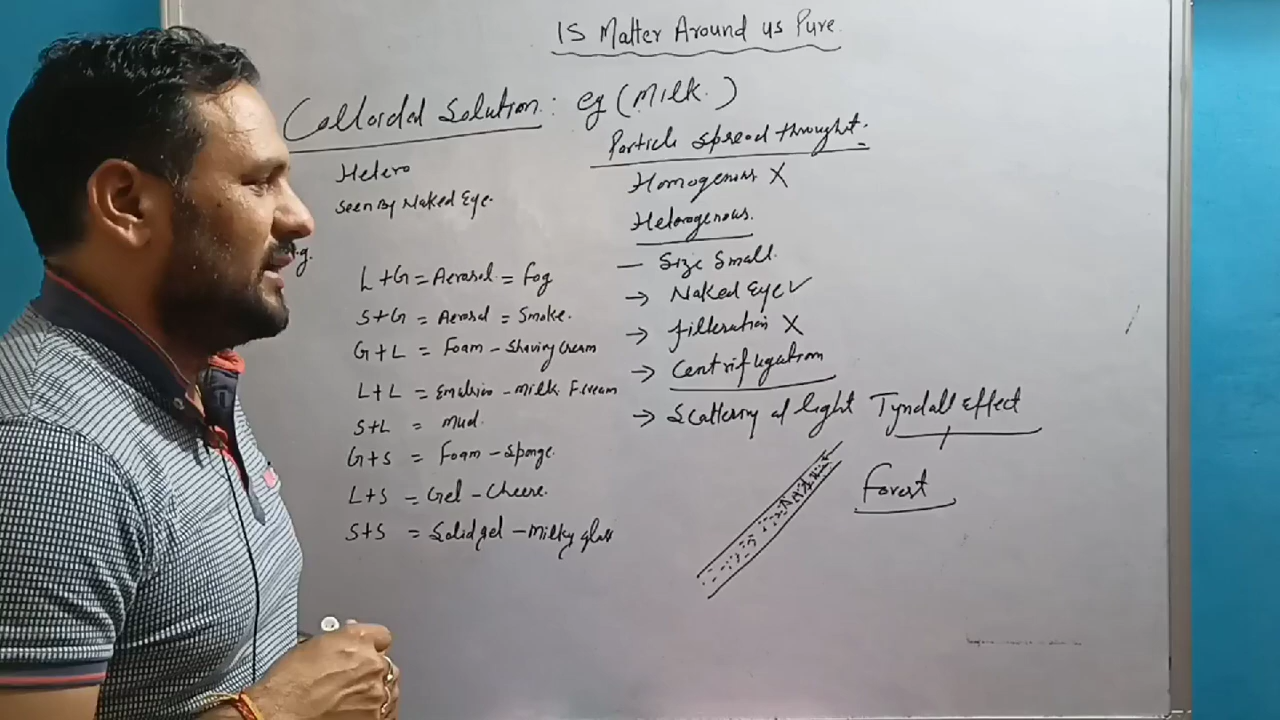 IS Matter Around us Pure
Colloidal Solution: eg (Milk.)
Hetero
Seen By Naked Eye.
L+G = Aerosol = Fog
S+G = Aerosol = Smoke.
G+L = Foam - Shaving Cream
L+L = Emulsion - Milk F.cream
S+L = Mud.
G+S = Foam - Sponge.
L+S = Gel - Cheese.
S+S = Solid gel - Milky glass
Particle spread throught.
Homogenous X
Heterogenous.
— Size Small.
→ Naked Eye ✓
→ filteration X
→ Centrifugation
→ Scattering of light Tyndall Effect
Forest